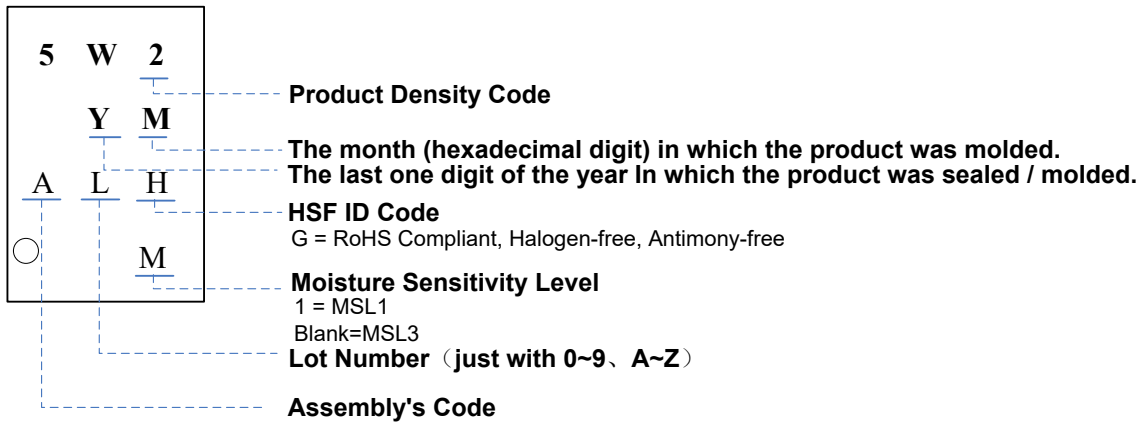 5 W 2
Product Density Code
Y M
The month (hexadecimal digit) in which the product was molded.
The last one digit of the year In which the product was sealed / molded.
A L H
HSF ID Code
G = RoHS Compliant, Halogen-free, Antimony-free
M
Moisture Sensitivity Level
1 = MSL1
Blank=MSL3
Lot Number（just with 0~9、A~Z）
Assembly's Code